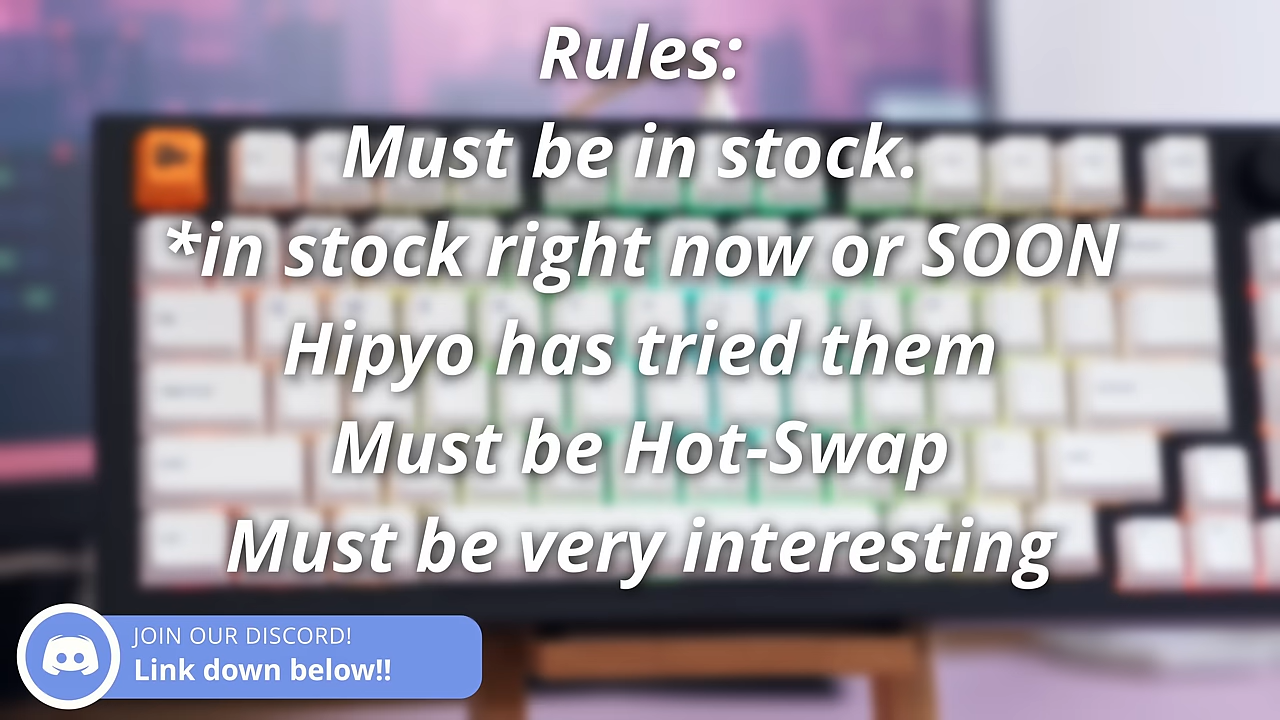 Rules:
Must be in stock.
*in stock right now or SOON
Hipyo has tried them
Must be Hot-Swap
Must be very interesting
JOIN OUR DISCORD!
Link down below!!